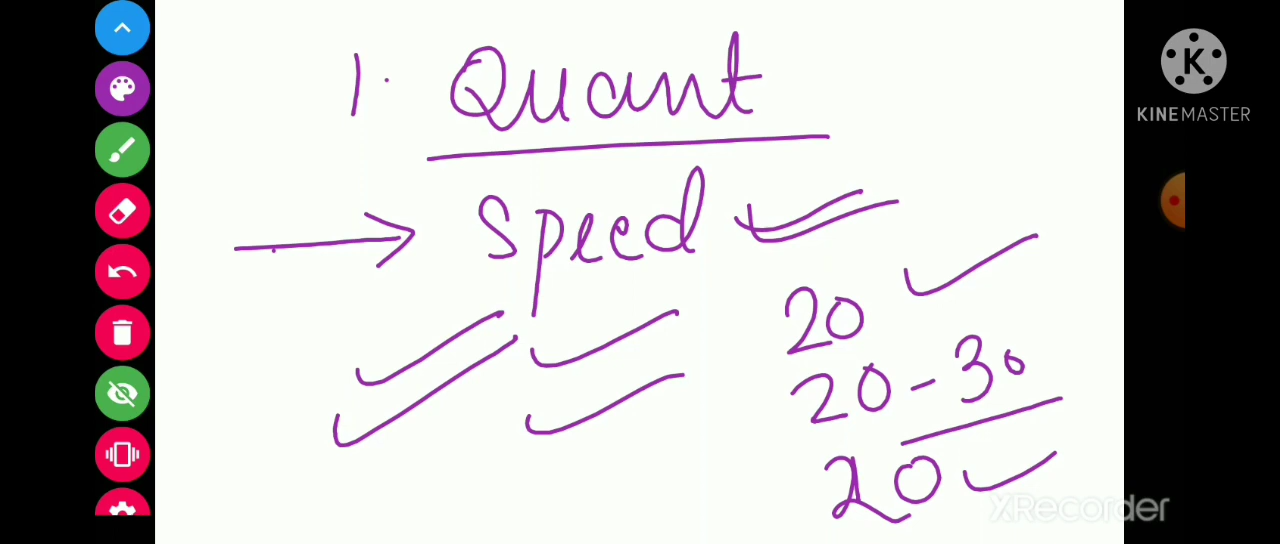 1. Quant
→ Speed
20
20-30
20
K
KINEMASTER
XRecorder